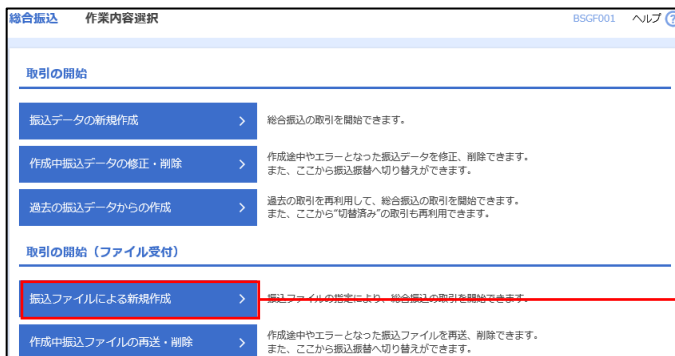 総合振込 作業内容選択 BSGF001 ヘルプ ?
取引の開始
振込データの新規作成 総合振込の取引を開始できます。
作成中振込データの修正・削除 作成途中やエラーとなった振込データを修正、削除できます。
また、ここから振込振替へ切り替えができます。
過去の振込データからの作成 過去の取引を再利用して、総合振込の取引を開始できます。
また、ここから“切替済み”の取引も再利用できます。
取引の開始（ファイル受付）
振込ファイルによる新規作成 振込ファイルの指定により、総合振込の取引を開始できます。
作成中振込ファイルの再送・削除 作成途中やエラーとなった振込ファイルを再送、削除できます。
また、ここから振込振替へ切り替えができます。